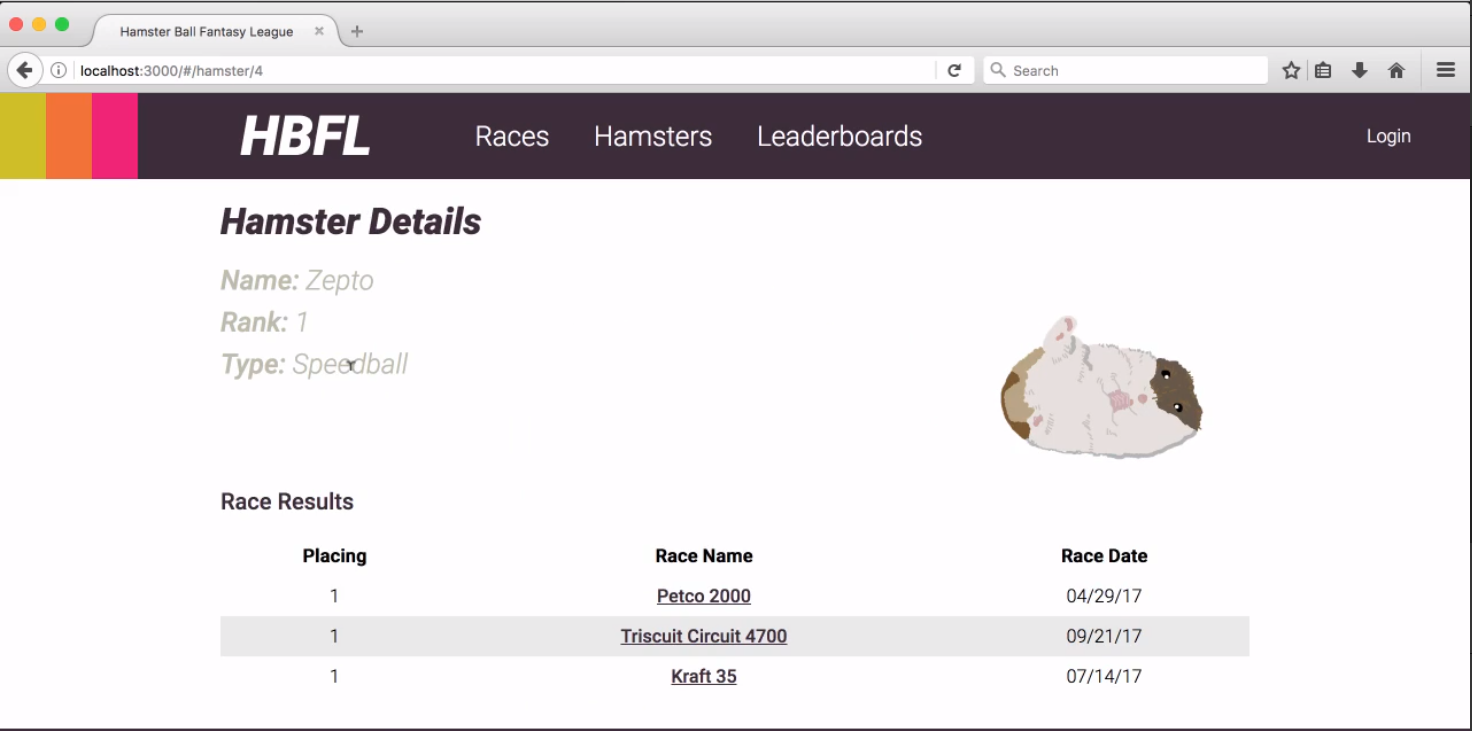 Hamster Ball Fantasy League
localhost:3000/#/hamster/4
Search
HBFL Races Hamsters Leaderboards Login
Hamster Details
Name: Zepto
Rank: 1
Type: Speedball
Race Results
Placing Race Name Race Date
1 Petco 2000 04/29/17
1 Triscuit Circuit 4700 09/21/17
1 Kraft 35 07/14/17